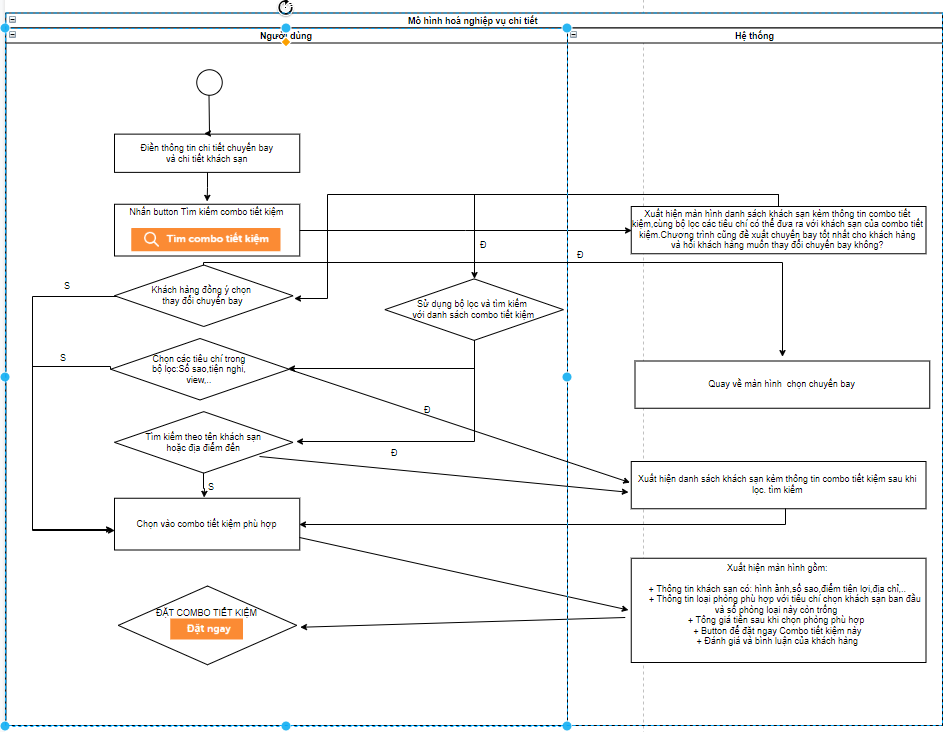 Mô hình hoá nghiệp vụ chi tiết
Người dùng
Hệ thống
Điền thông tin chi tiết chuyến bay
và chi tiết khách sạn
Nhấn button Tìm kiếm combo tiết kiệm
Tìm combo tiết kiệm
Xuất hiện màn hình danh sách khách sạn kèm thông tin combo tiết
kiệm,cùng bộ lọc các tiêu chí có thể đưa ra với khách sạn của combo tiết
kiệm.Chương trình cũng đề xuất chuyến bay tốt nhất cho khách hàng
và hỏi khách hàng muốn thay đổi chuyến bay không?
Đ
Đ
S
Khách hàng đồng ý chọn
thay đổi chuyến bay
Sử dụng bộ lọc và tìm kiếm
với danh sách combo tiết kiệm
S
Chọn các tiêu chí trong
bộ lọc:Số sao,tiện nghi,
view,..
Quay về màn hình chọn chuyến bay
Đ
Tìm kiếm theo tên khách sạn
hoặc địa điểm đến
Đ
S
Xuất hiện danh sách khách sạn kèm thông tin combo tiết kiệm sau khi
lọc. tìm kiếm
Chọn vào combo tiết kiệm phù hợp
Xuất hiện màn hình gồm:
+ Thông tin khách sạn có: hình ảnh,số sao,điểm tiện lợi,địa chỉ,..
+ Thông tin loại phòng phù hợp với tiêu chí chọn khách sạn ban đầu
và số phòng loại này còn trống
+ Tổng giá tiền sau khi chọn phòng phù hợp
+ Button để đặt ngay Combo tiết kiệm này
+ Đánh giá và bình luận của khách hàng
ĐẶT COMBO TIẾT KIỆM
Đặt ngay